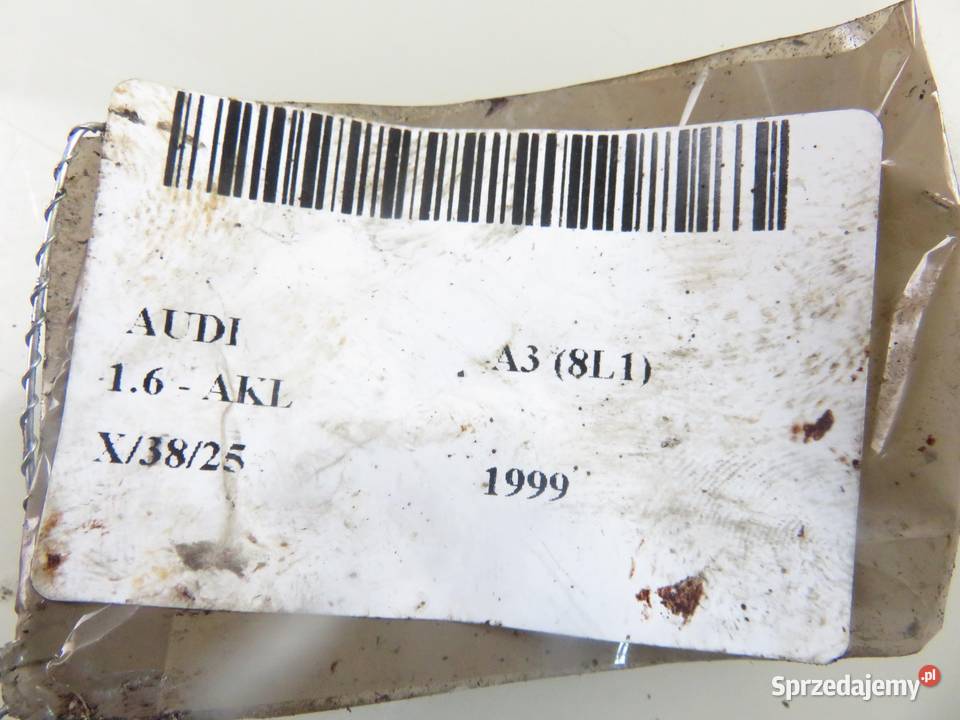 AUDI A3 (8L1)
1.6 - AKL
X/38/25 1999
Sprzedajemy.pl